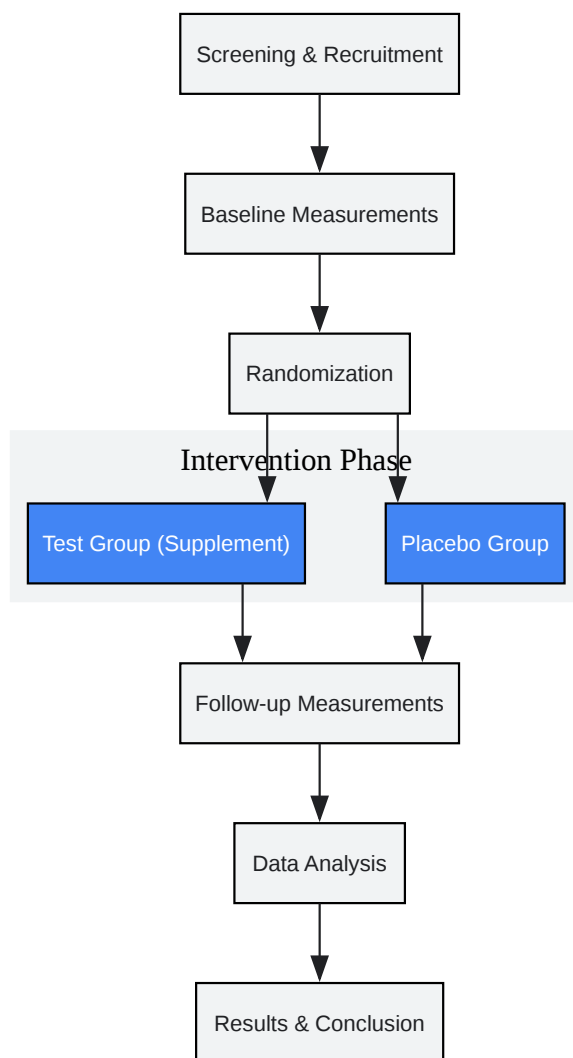 Screening & Recruitment
Baseline Measurements
Randomization
Intervention Phase
Test Group (Supplement)
Placebo Group
Follow-up Measurements
Data Analysis
Results & Conclusion